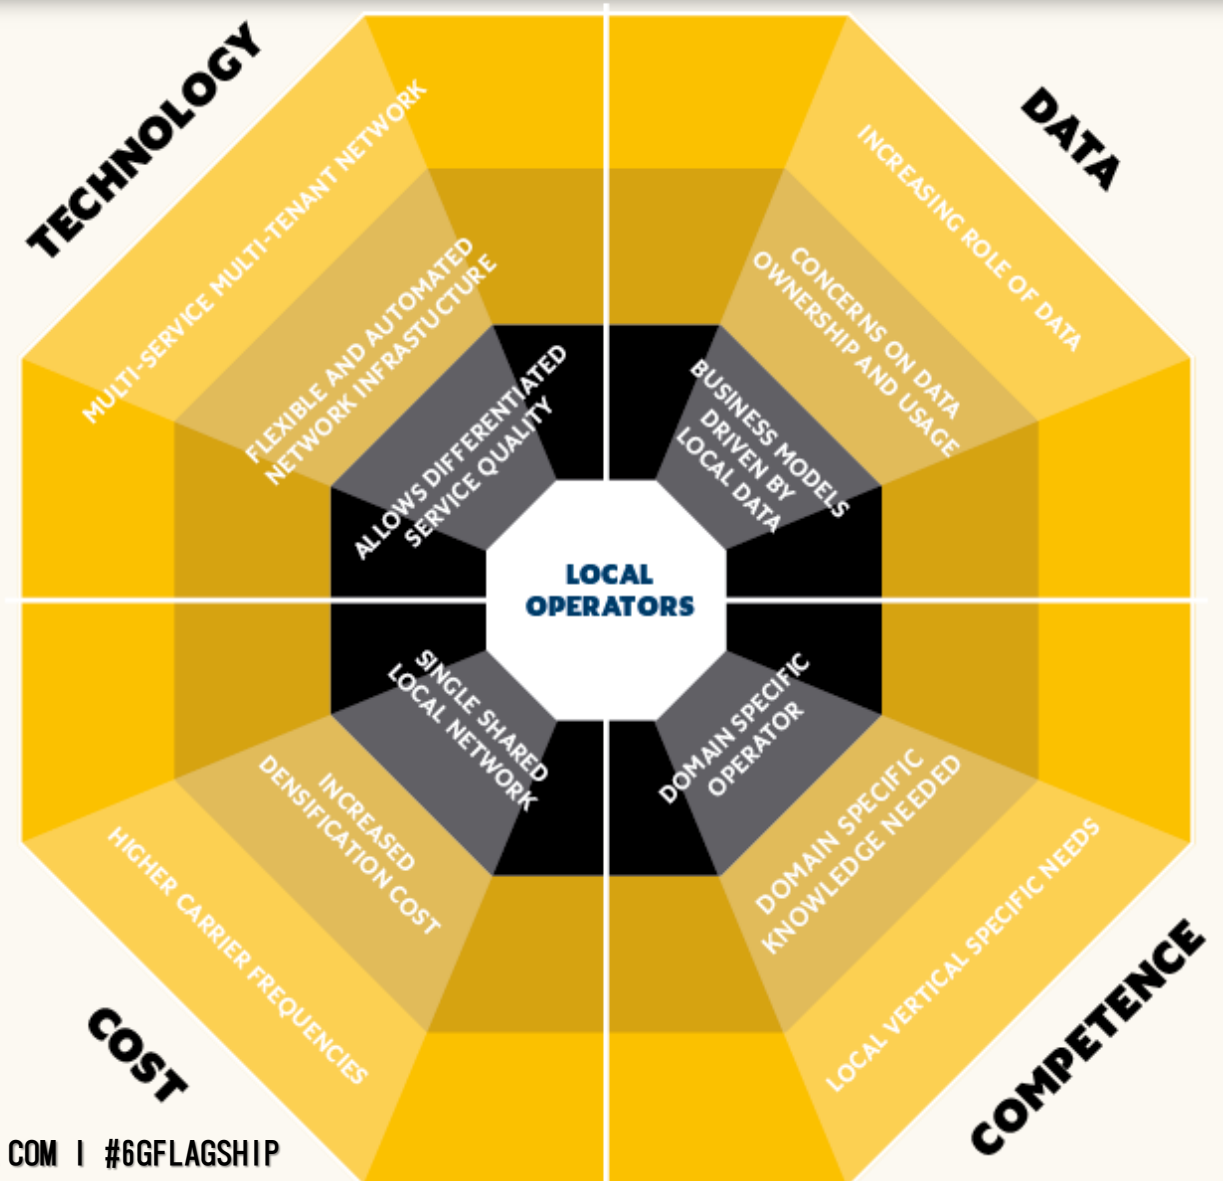 TECHNOLOGY
MULTI-SERVICE MULTI-TENANT NETWORK
FLEXIBLE AND AUTOMATED
NETWORK INFRASTUCTURE
ALLOWS DIFFERENTIATED
SERVICE QUALITY
DATA
INCREASING ROLE OF DATA
CONCERNS ON DATA
OWNERSHIP AND USAGE
BUSINESS MODELS
DRIVEN BY
LOCAL DATA
LOCAL
OPERATORS
SINGLE SHARED
LOCAL NETWORK
INCREASED
DENSIFICATION COST
HIGHER CARRIER FREQUENCIES
COST
DOMAIN SPECIFIC
OPERATOR
DOMAIN SPECIFIC
KNOWLEDGE NEEDED
LOCAL VERTICAL SPECIFIC NEEDS
COMPETENCE
COM | #6GFLAGSHIP